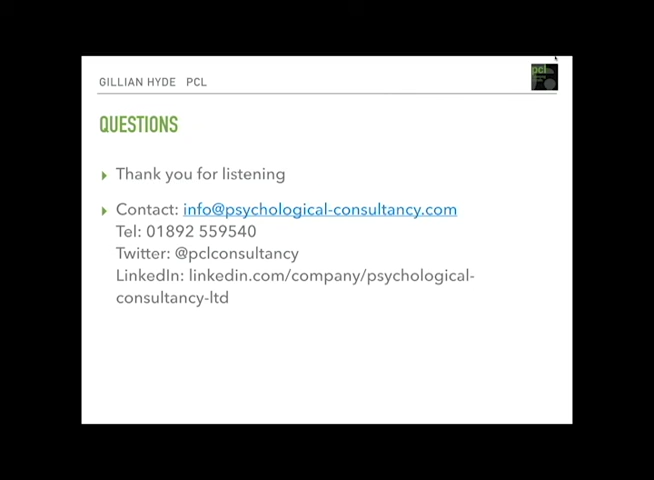 GILLIAN HYDE PCL
pcl
QUESTIONS
Thank you for listening
Contact: info@psychological-consultancy.com
Tel: 01892 559540
Twitter: @pclconsultancy
LinkedIn: linkedin.com/company/psychological-
consultancy-ltd